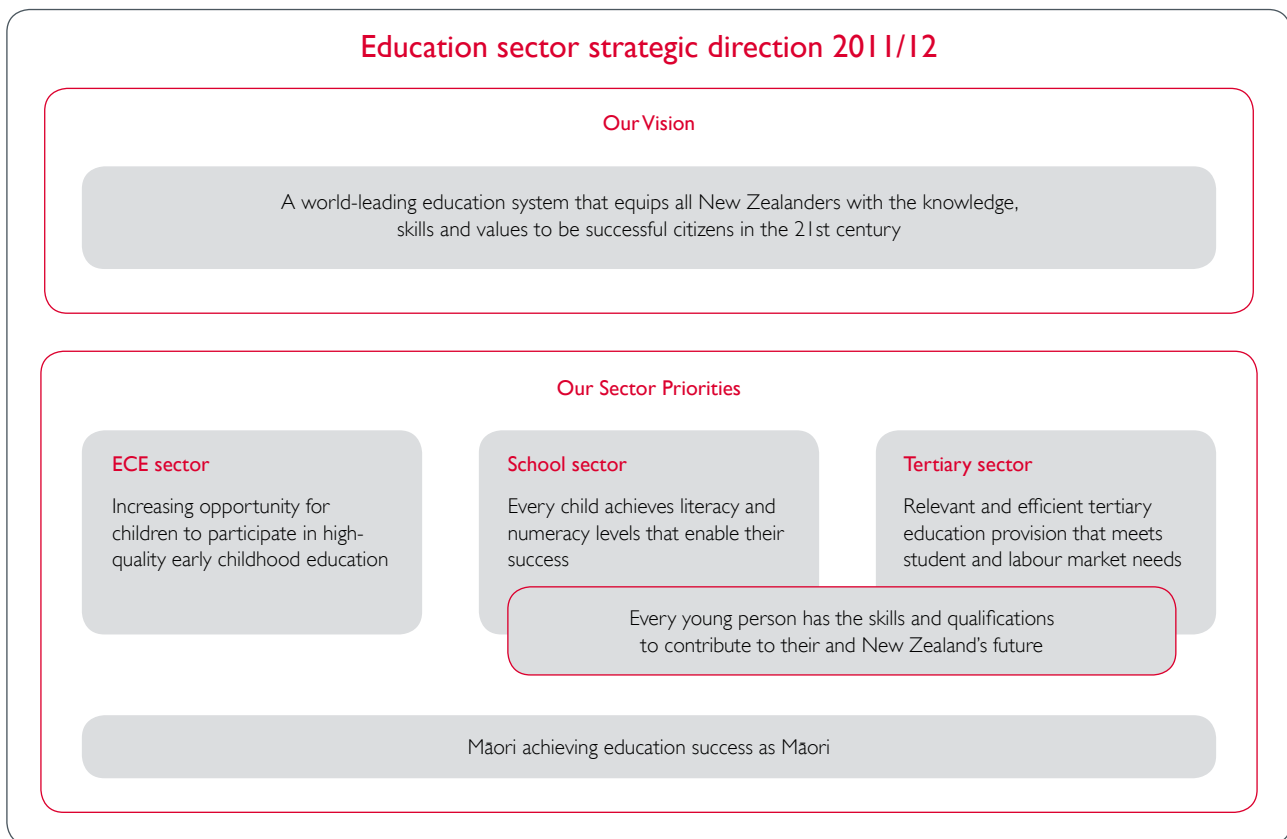 Education sector strategic direction 2011/12
Our Vision
A world-leading education system that equips all New Zealanders with the knowledge,
skills and values to be successful citizens in the 21st century
Our Sector Priorities
ECE sector
Increasing opportunity for
children to participate in high-
quality early childhood education
School sector
Every child achieves literacy and
numeracy levels that enable their
success
Tertiary sector
Relevant and efficient tertiary
education provision that meets
student and labour market needs
Every young person has the skills and qualifications
to contribute to their and New Zealand's future
Māori achieving education success as Māori